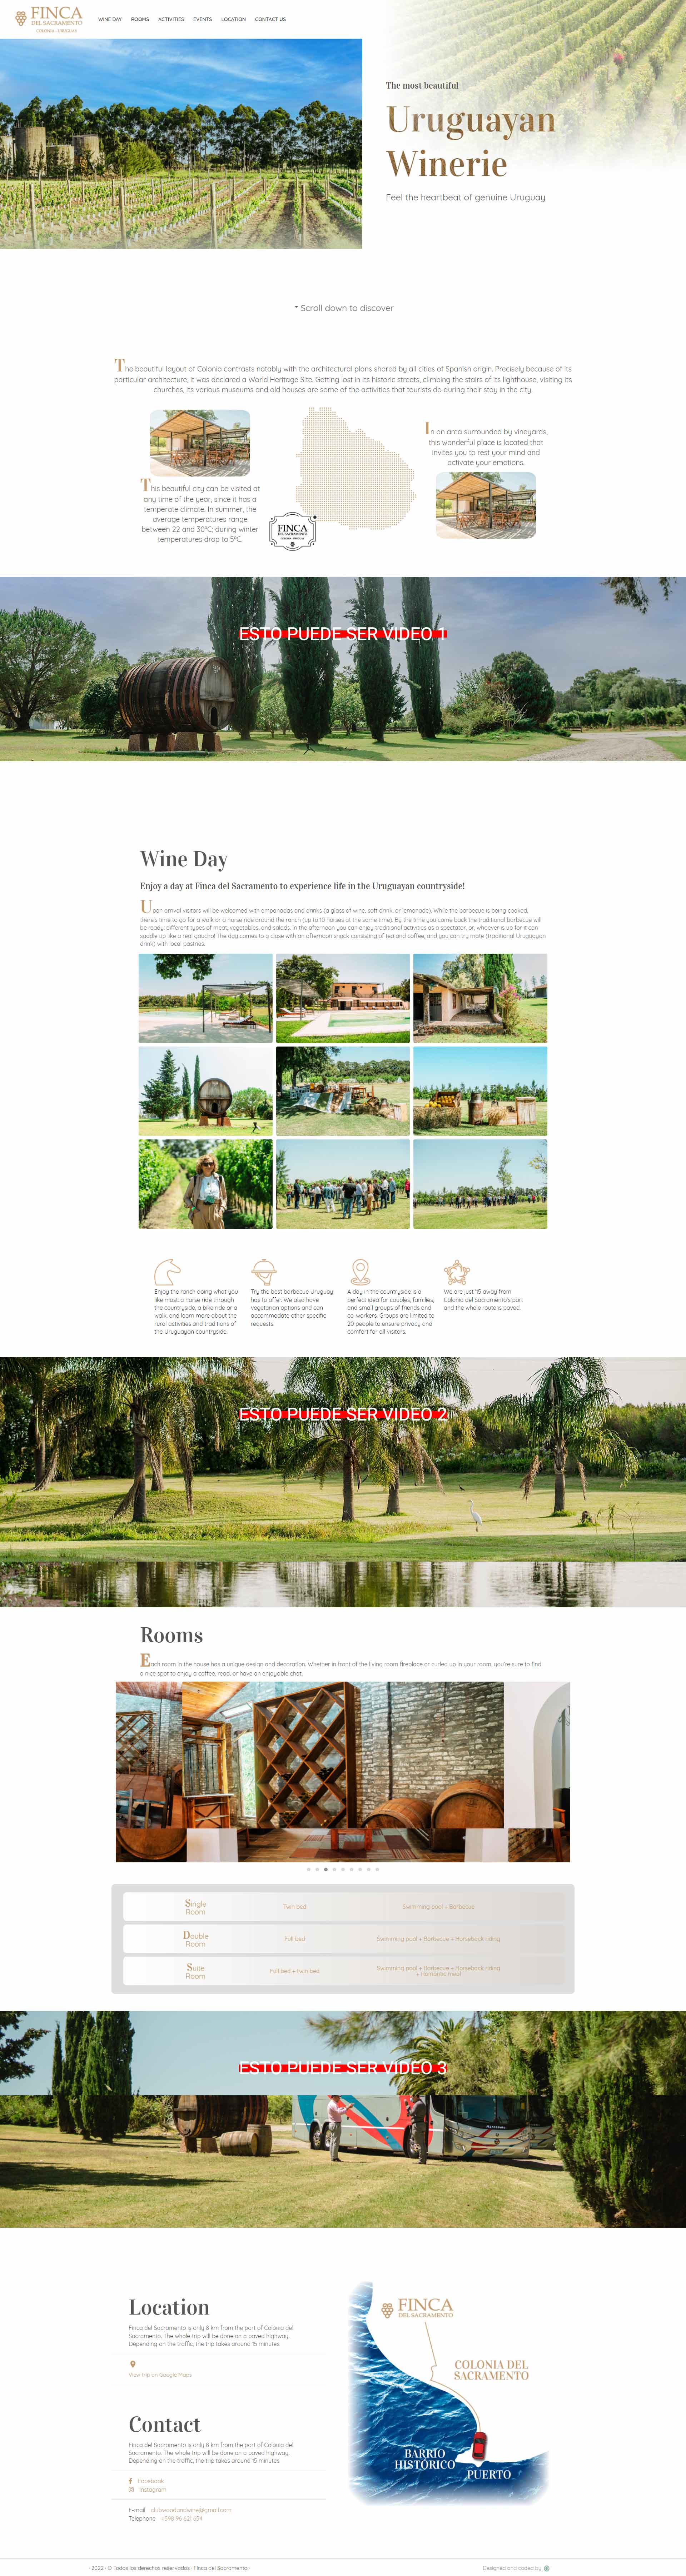 FINCA
DEL SACRAMENTO
COLONIA - URUGUAY
WINE DAY ROOMS ACTIVITIES EVENTS LOCATION CONTACT US
The most beautiful
Uruguayan
Winerie
Feel the heartbeat of genuine Uruguay
Scroll down to discover
The beautiful layout of Colonia contrasts notably with the architectural plans shared by all cities of Spanish origin. Precisely because of its
particular architecture, it was declared a World Heritage Site. Getting lost in its historic streets, climbing the stairs of its lighthouse, visiting its
churches, its various museums and old houses are some of the activities that tourists do during their stay in the city.
This beautiful city can be visited at
any time of the year, since it has a
temperate climate. In summer, the
average temperatures range
between 22 and 30ºC; during winter
temperatures drop to 5ºC.
FINCA
DEL SACRAMENTO
COLONIA - URUGUAY
In an area surrounded by vineyards,
this wonderful place is located that
invites you to rest your mind and
activate your emotions.
ESTO PUEDE SER VIDEO 1
Wine Day
Enjoy a day at Finca del Sacramento to experience life in the Uruguayan countryside!
Upon arrival visitors will be welcomed with empanadas and drinks (a glass of wine, soft drink, or lemonade). While the barbecue is being cooked,
there's time to go for a walk or a horse ride around the ranch (up to 10 horses at the same time). By the time you come back the traditional barbecue will
be ready: different types of meat, vegetables, and salads. In the afternoon you can enjoy traditional activities as a spectator, or, whoever is up for it can
saddle up like a real gaucho! The day comes to a close with an afternoon snack consisting of tea and coffee, and you can try mate (traditional Uruguayan
drink) with local pastries.
Enjoy the ranch doing what you
like most: a horse ride through
the countryside, a bike ride or a
walk, and learn more about the
rural activities and traditions of
the Uruguayan countryside.
Try the best barbecue Uruguay
has to offer. We also have
vegetarian options and can
accommodate other specific
requests.
A day in the countryside is a
perfect idea for couples, families,
and small groups of friends and
co-workers. Groups are limited to
20 people to ensure privacy and
comfort for all visitors.
We are just '15 away from
Colonia del Sacramento's port
and the whole route is paved.
ESTO PUEDE SER VIDEO 2
Rooms
Each room in the house has a unique design and decoration. Whether in front of the living room fireplace or curled up in your room, you're sure to find
a nice spot to enjoy a coffee, read, or have an enjoyable chat.
Single
Room
Twin bed
Swimming pool + Barbecue
Double
Room
Full bed
Swimming pool + Barbecue + Horseback riding
Suite
Room
Full bed + twin bed
Swimming pool + Barbecue + Horseback riding
+ Romantic meal
ESTO PUEDE SER VIDEO 3
Location
Finca del Sacramento is only 8 km from the port of Colonia del
Sacramento. The whole trip will be done on a paved highway.
Depending on the traffic, the trip takes around 15 minutes.
View trip on Google Maps
Contact
Finca del Sacramento is only 8 km from the port of Colonia del
Sacramento. The whole trip will be done on a paved highway.
Depending on the traffic, the trip takes around 15 minutes.
Facebook
Instagram
E-mail clubwoodandwine@gmail.com
Telephone +598 96 621 654
FINCA
DEL SACRAMENTO
COLONIA DEL
SACRAMENTO
BARRIO
HISTÓRICO
PUERTO
· 2022 · © Todos los derechos reservados · Finca del Sacramento ·
Designed and coded by